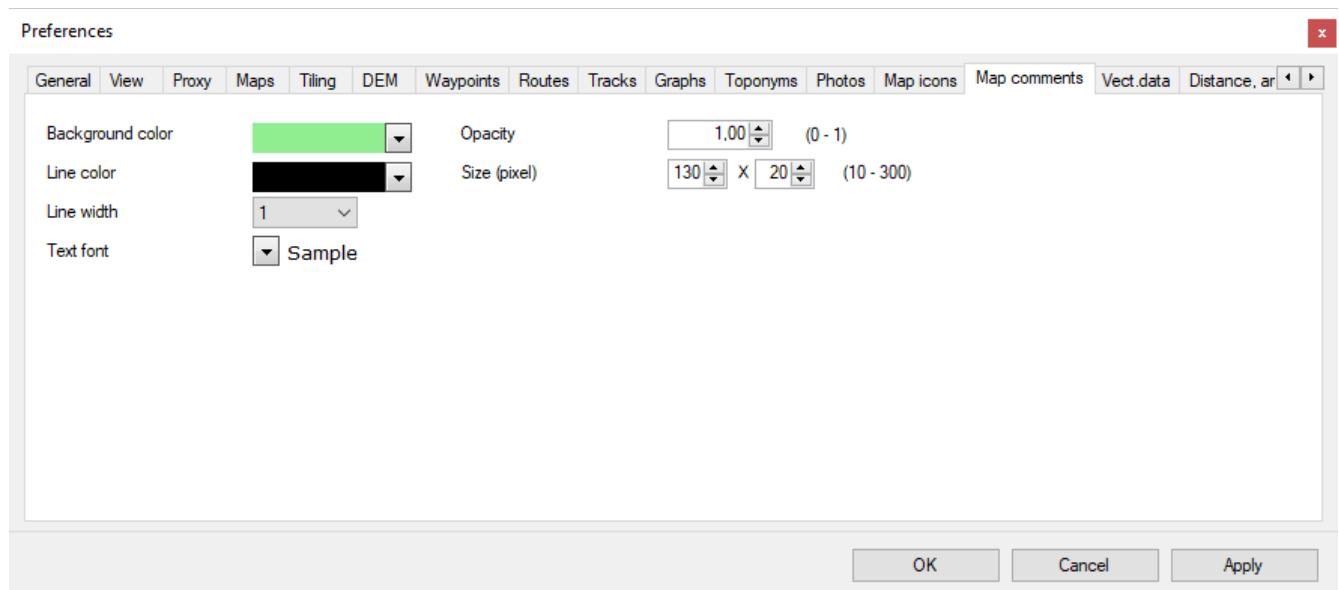 Preferences
x
General View Proxy Maps Tiling DEM Waypoints Routes Tracks Graphs Toponyms Photos Map icons Map comments Vect.data Distance, ar
Background color Opacity 1,00 (0 - 1)
Line color Size (pixel) 130 X 20 (10 - 300)
Line width 1
Text font Sample
OK Cancel Apply